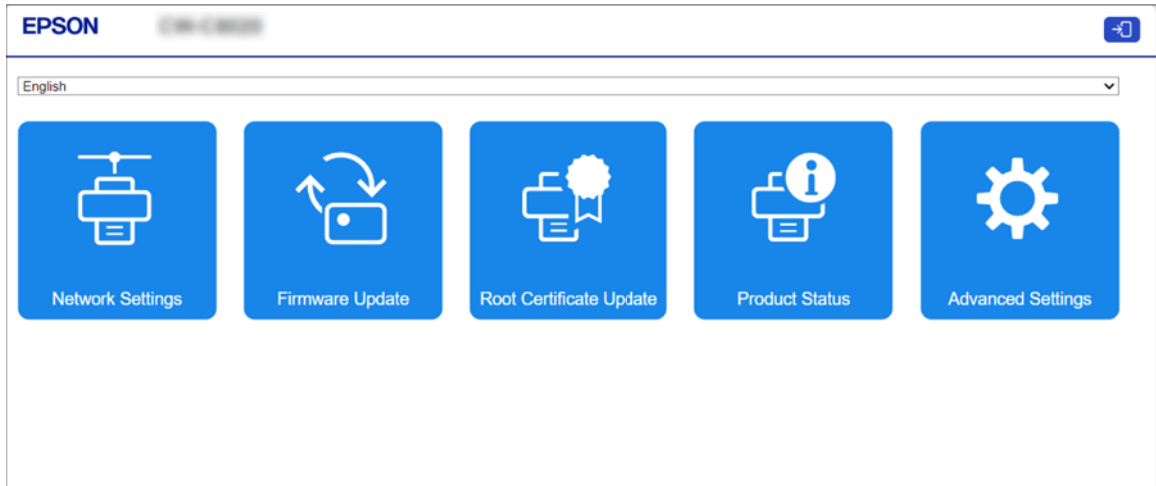 EPSON
English
Network Settings
Firmware Update
Root Certificate Update
Product Status
Advanced Settings